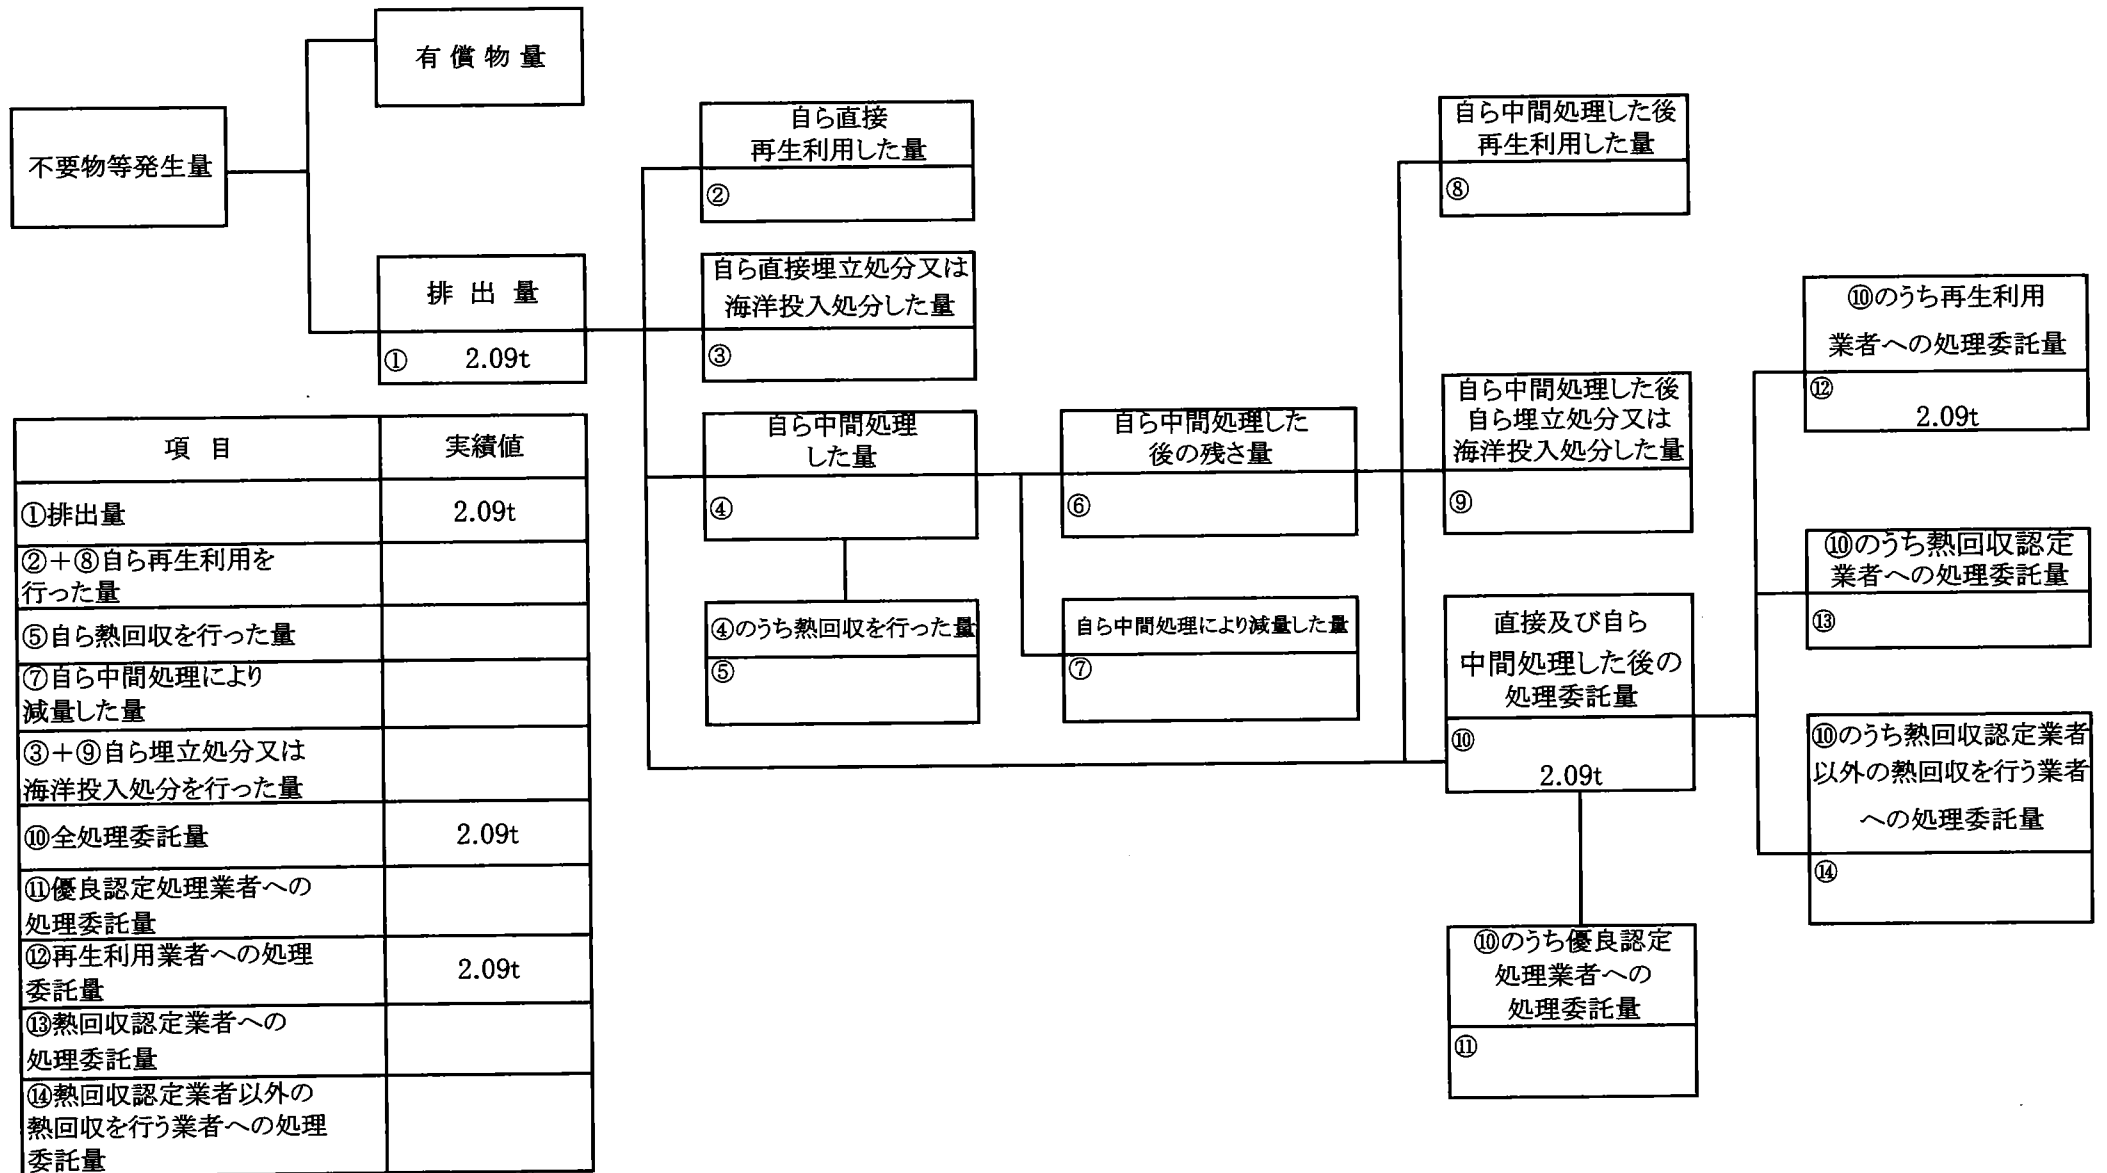 有 償 物 量
不要物等発生量
排 出 量
① 2.09t
自ら直接
再生利用した量
②
自ら直接埋立処分又は
海洋投入処分した量
③
自ら中間処理
した量
④
④のうち熱回収を行った量
⑤
自ら中間処理した
後の残さ量
⑥
自ら中間処理により減量した量
⑦
自ら中間処理した後
再生利用した量
⑧
自ら中間処理した後
自ら埋立処分又は
海洋投入処分した量
⑨
直接及び自ら
中間処理した後の
処理委託量
⑩
2.09t
⑩のうち優良認定
処理業者への
処理委託量
⑪
⑩のうち再生利用
業者への処理委託量
⑫
2.09t
⑩のうち熱回収認定
業者への処理委託量
⑬
⑩のうち熱回収認定業者
以外の熱回収を行う業者
への処理委託量
⑭
項 目 実績値
①排出量 2.09t
②+⑧自ら再生利用を
行った量
⑤自ら熱回収を行った量
⑦自ら中間処理により
減量した量
③+⑨自ら埋立処分又は
海洋投入処分を行った量
⑩全処理委託量 2.09t
⑪優良認定処理業者への
処理委託量
⑫再生利用業者への処理
委託量 2.09t
⑬熱回収認定業者への
処理委託量
⑭熱回収認定業者以外の
熱回収を行う業者への処理
委託量